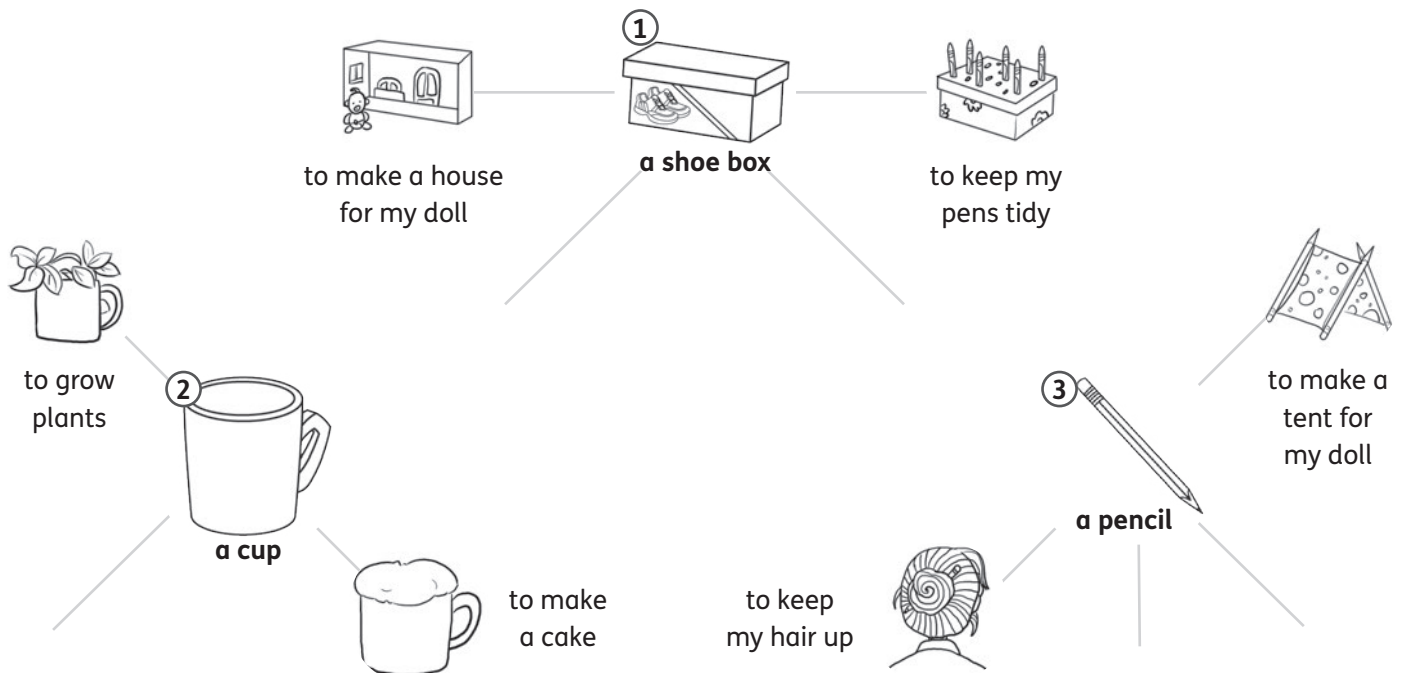 1
a shoe box
to make a house
for my doll
to keep my
pens tidy
to grow
plants
2
a cup
to make
a cake
3
a pencil
to make a
tent for
my doll
to keep
my hair up